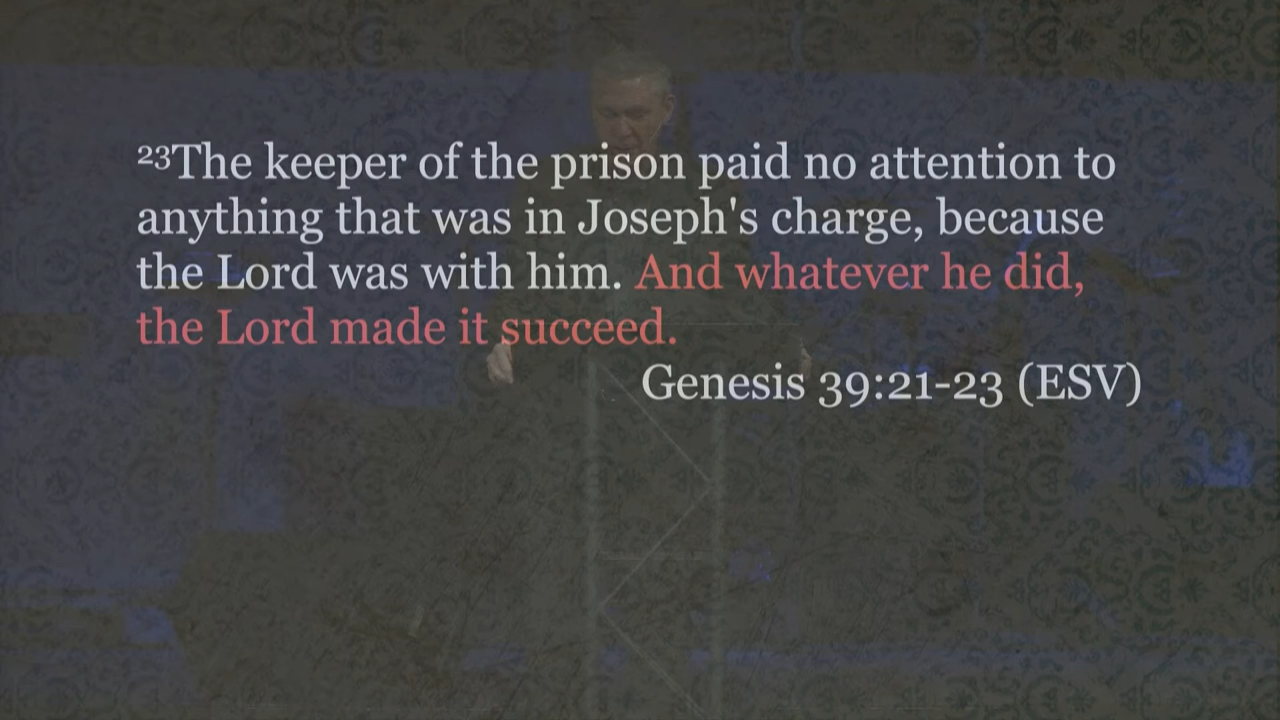 ²³The keeper of the prison paid no attention to
anything that was in Joseph's charge, because
the Lord was with him. And whatever he did,
the Lord made it succeed.
Genesis 39:21-23 (ESV)